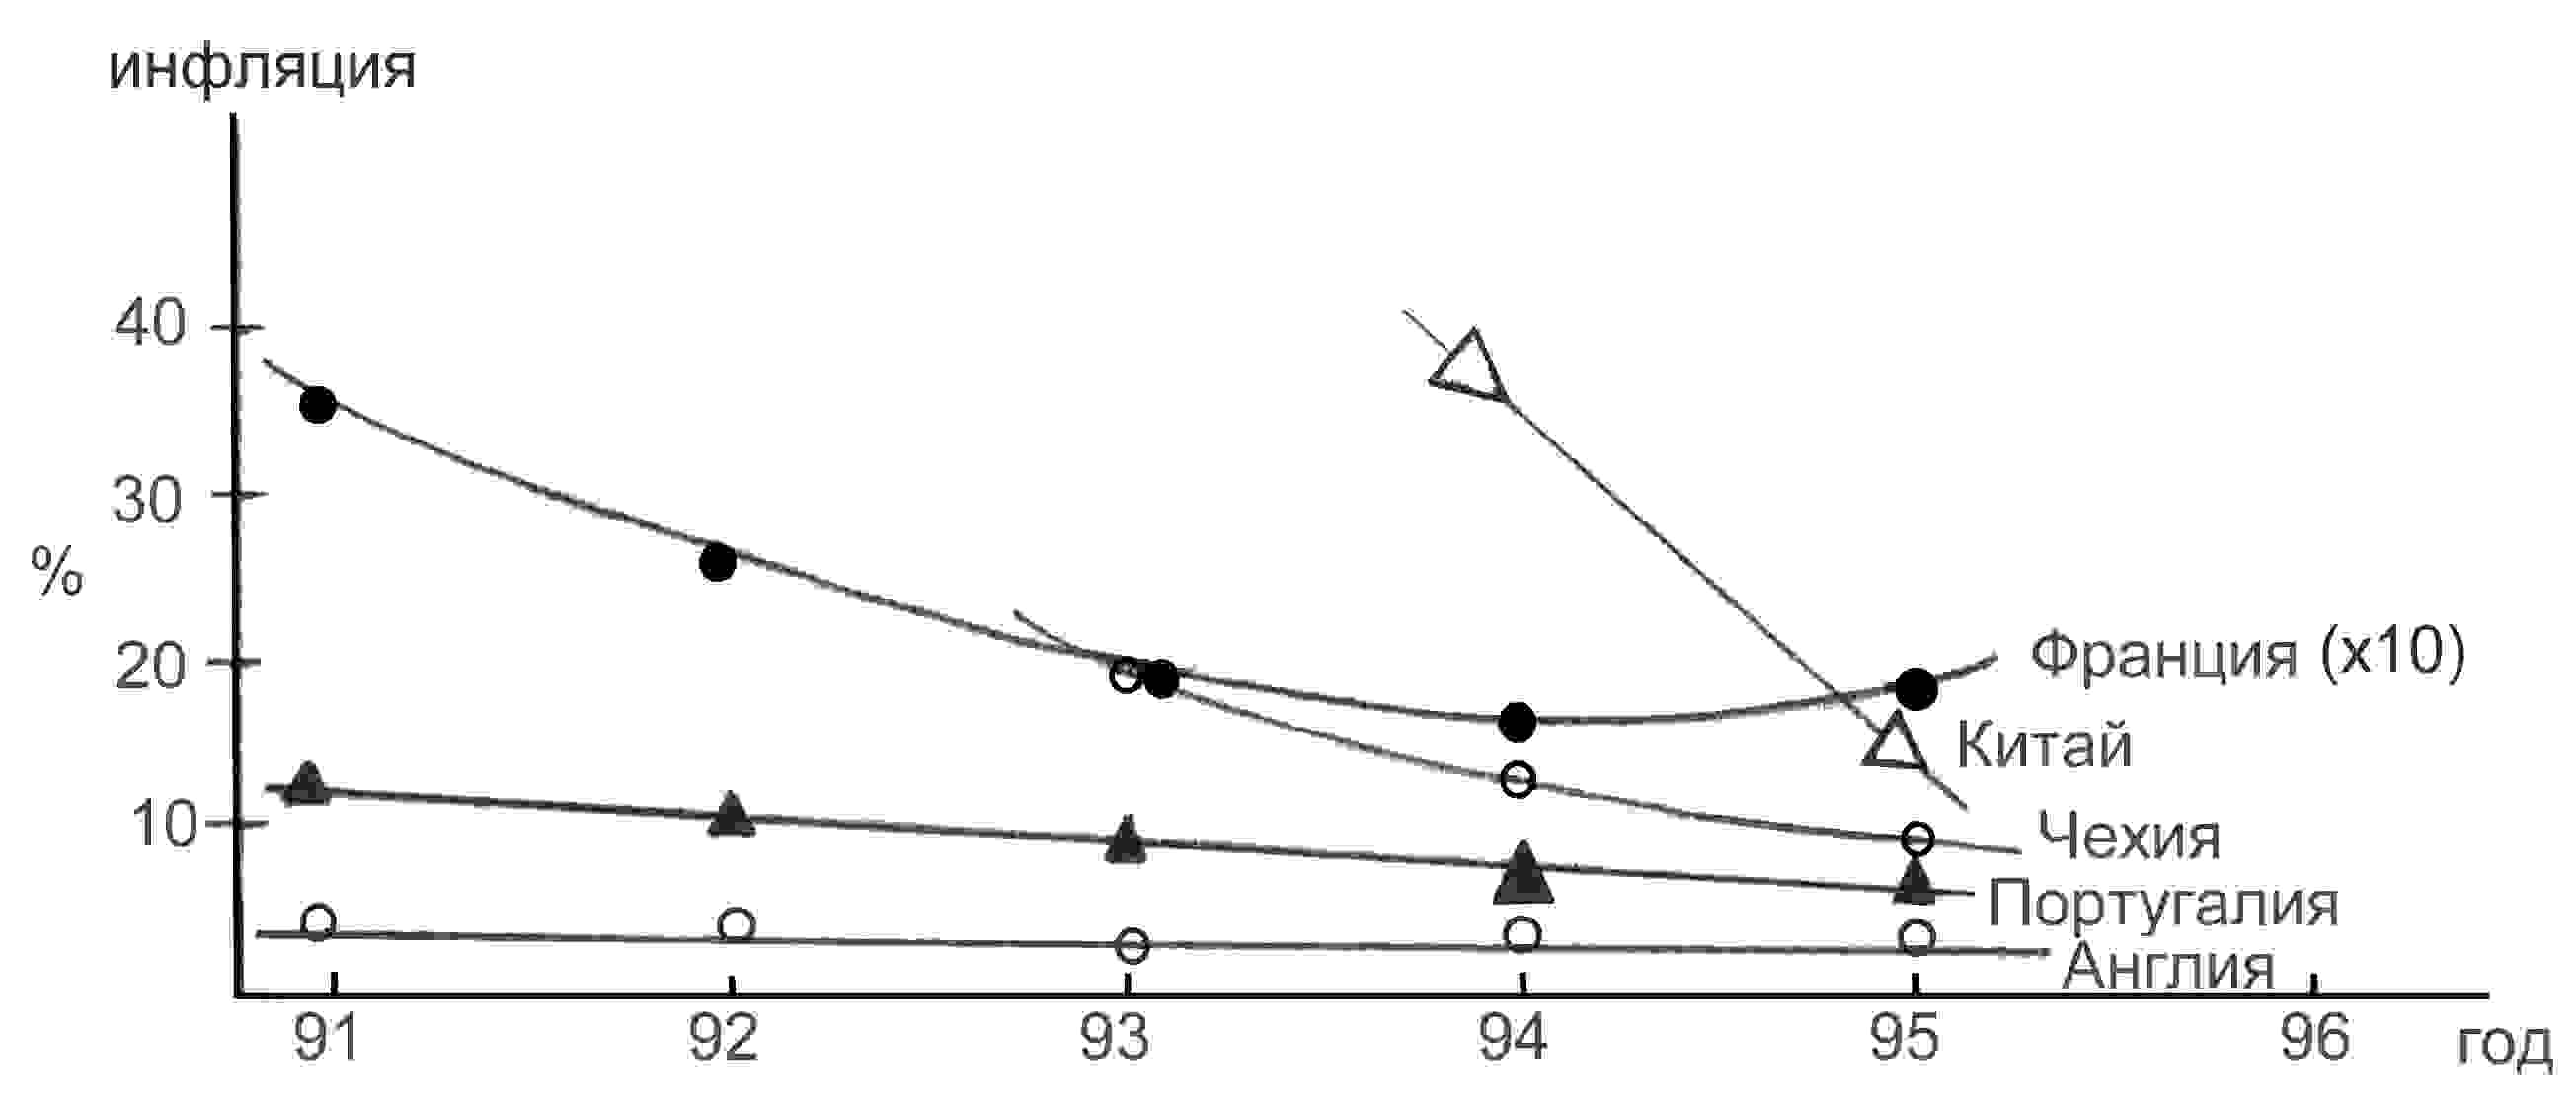 инфляция
40
30
%
20
10
Франция (x10)
Китай
Чехия
Португалия
Англия
91 92 93 94 95 96 год